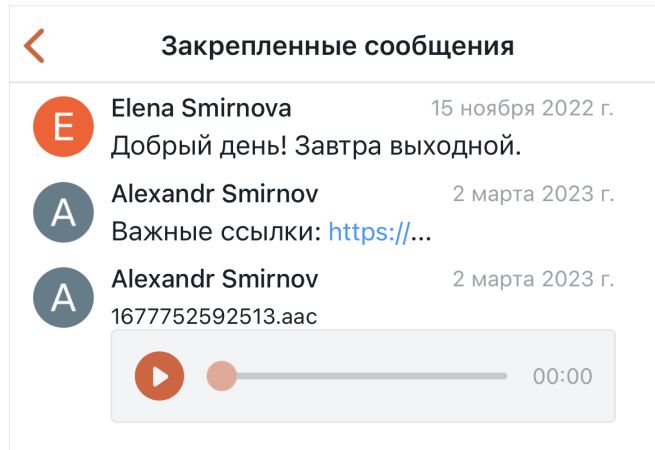 Закрепленные сообщения
E
Elena Smirnova 15 ноября 2022 г.
Добрый день! Завтра выходной.
A
Alexandr Smirnov 2 марта 2023 г.
Важные ссылки: https://...
A
Alexandr Smirnov 2 марта 2023 г.
1677752592513.aac
00:00